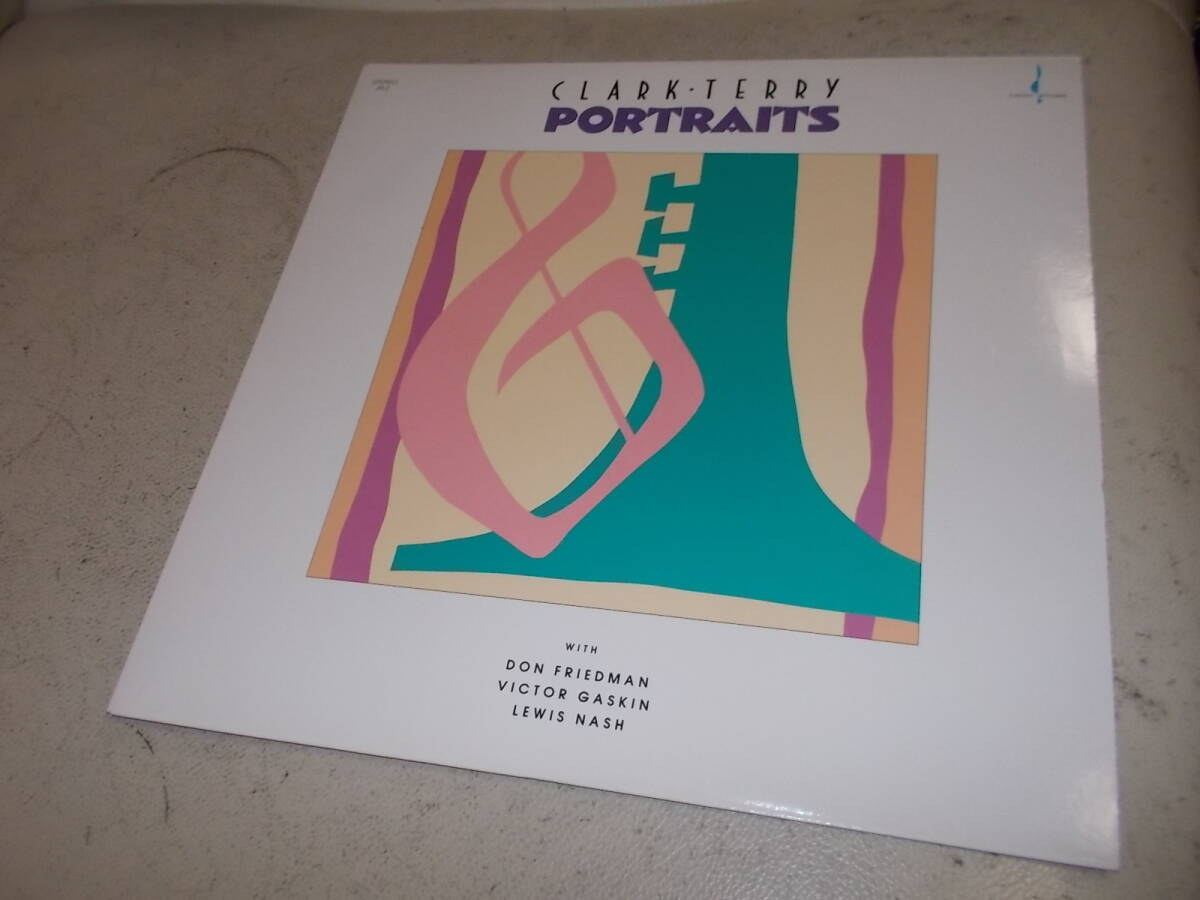 CLARK·TERRY
PORTRAITS
WITH
DON FRIEDMAN
VICTOR GASKIN
LEWIS NASH